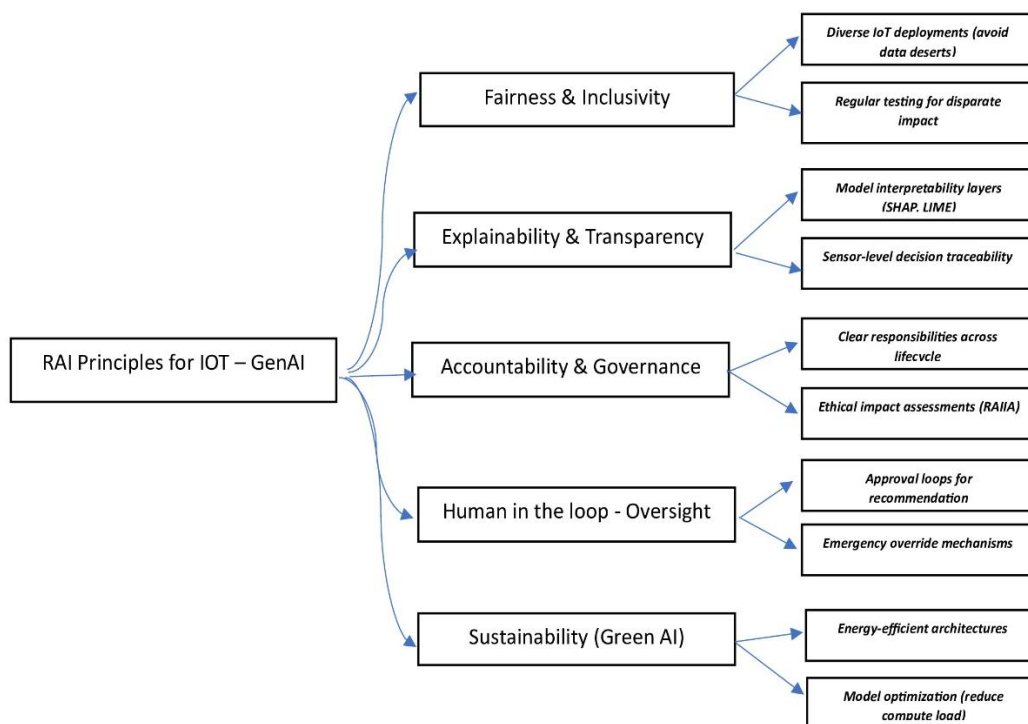 Diverse IoT deployments (avoid
data deserts)
Fairness & Inclusivity
Regular testing for disparate
impact
Model interpretability layers
(SHAP, LIME)
Explainability & Transparency
Sensor-level decision traceability
RAI Principles for IOT – GenAI
Clear responsibilities across
lifecycle
Accountability & Governance
Ethical impact assessments (RAIIA)
Approval loops for
recommendation
Human in the loop - Oversight
Emergency override mechanisms
Energy-efficient architectures
Sustainability (Green AI)
Model optimization (reduce
compute load)